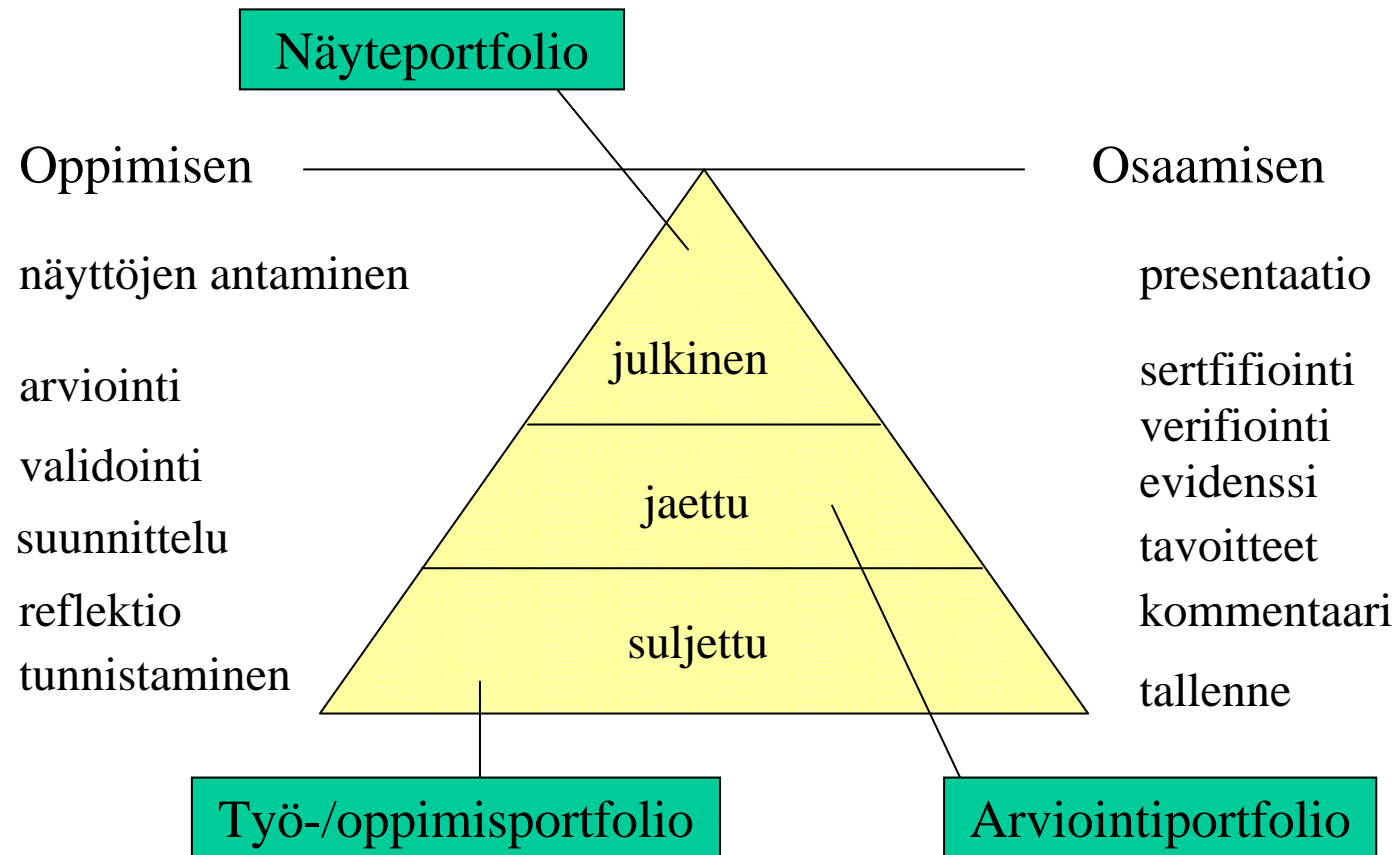 Näyteportfolio
Oppimisen
Osaamisen
näyttöjen antaminen
presentaatio
julkinen
arviointi
sertfifiointi
verifiointi
validointi
evidenssi
jaettu
suunnittelu
tavoitteet
reflektio
kommentaari
suljettu
tunnistaminen
tallenne
Työ-/oppimisportfolio
Arviointiportfolio